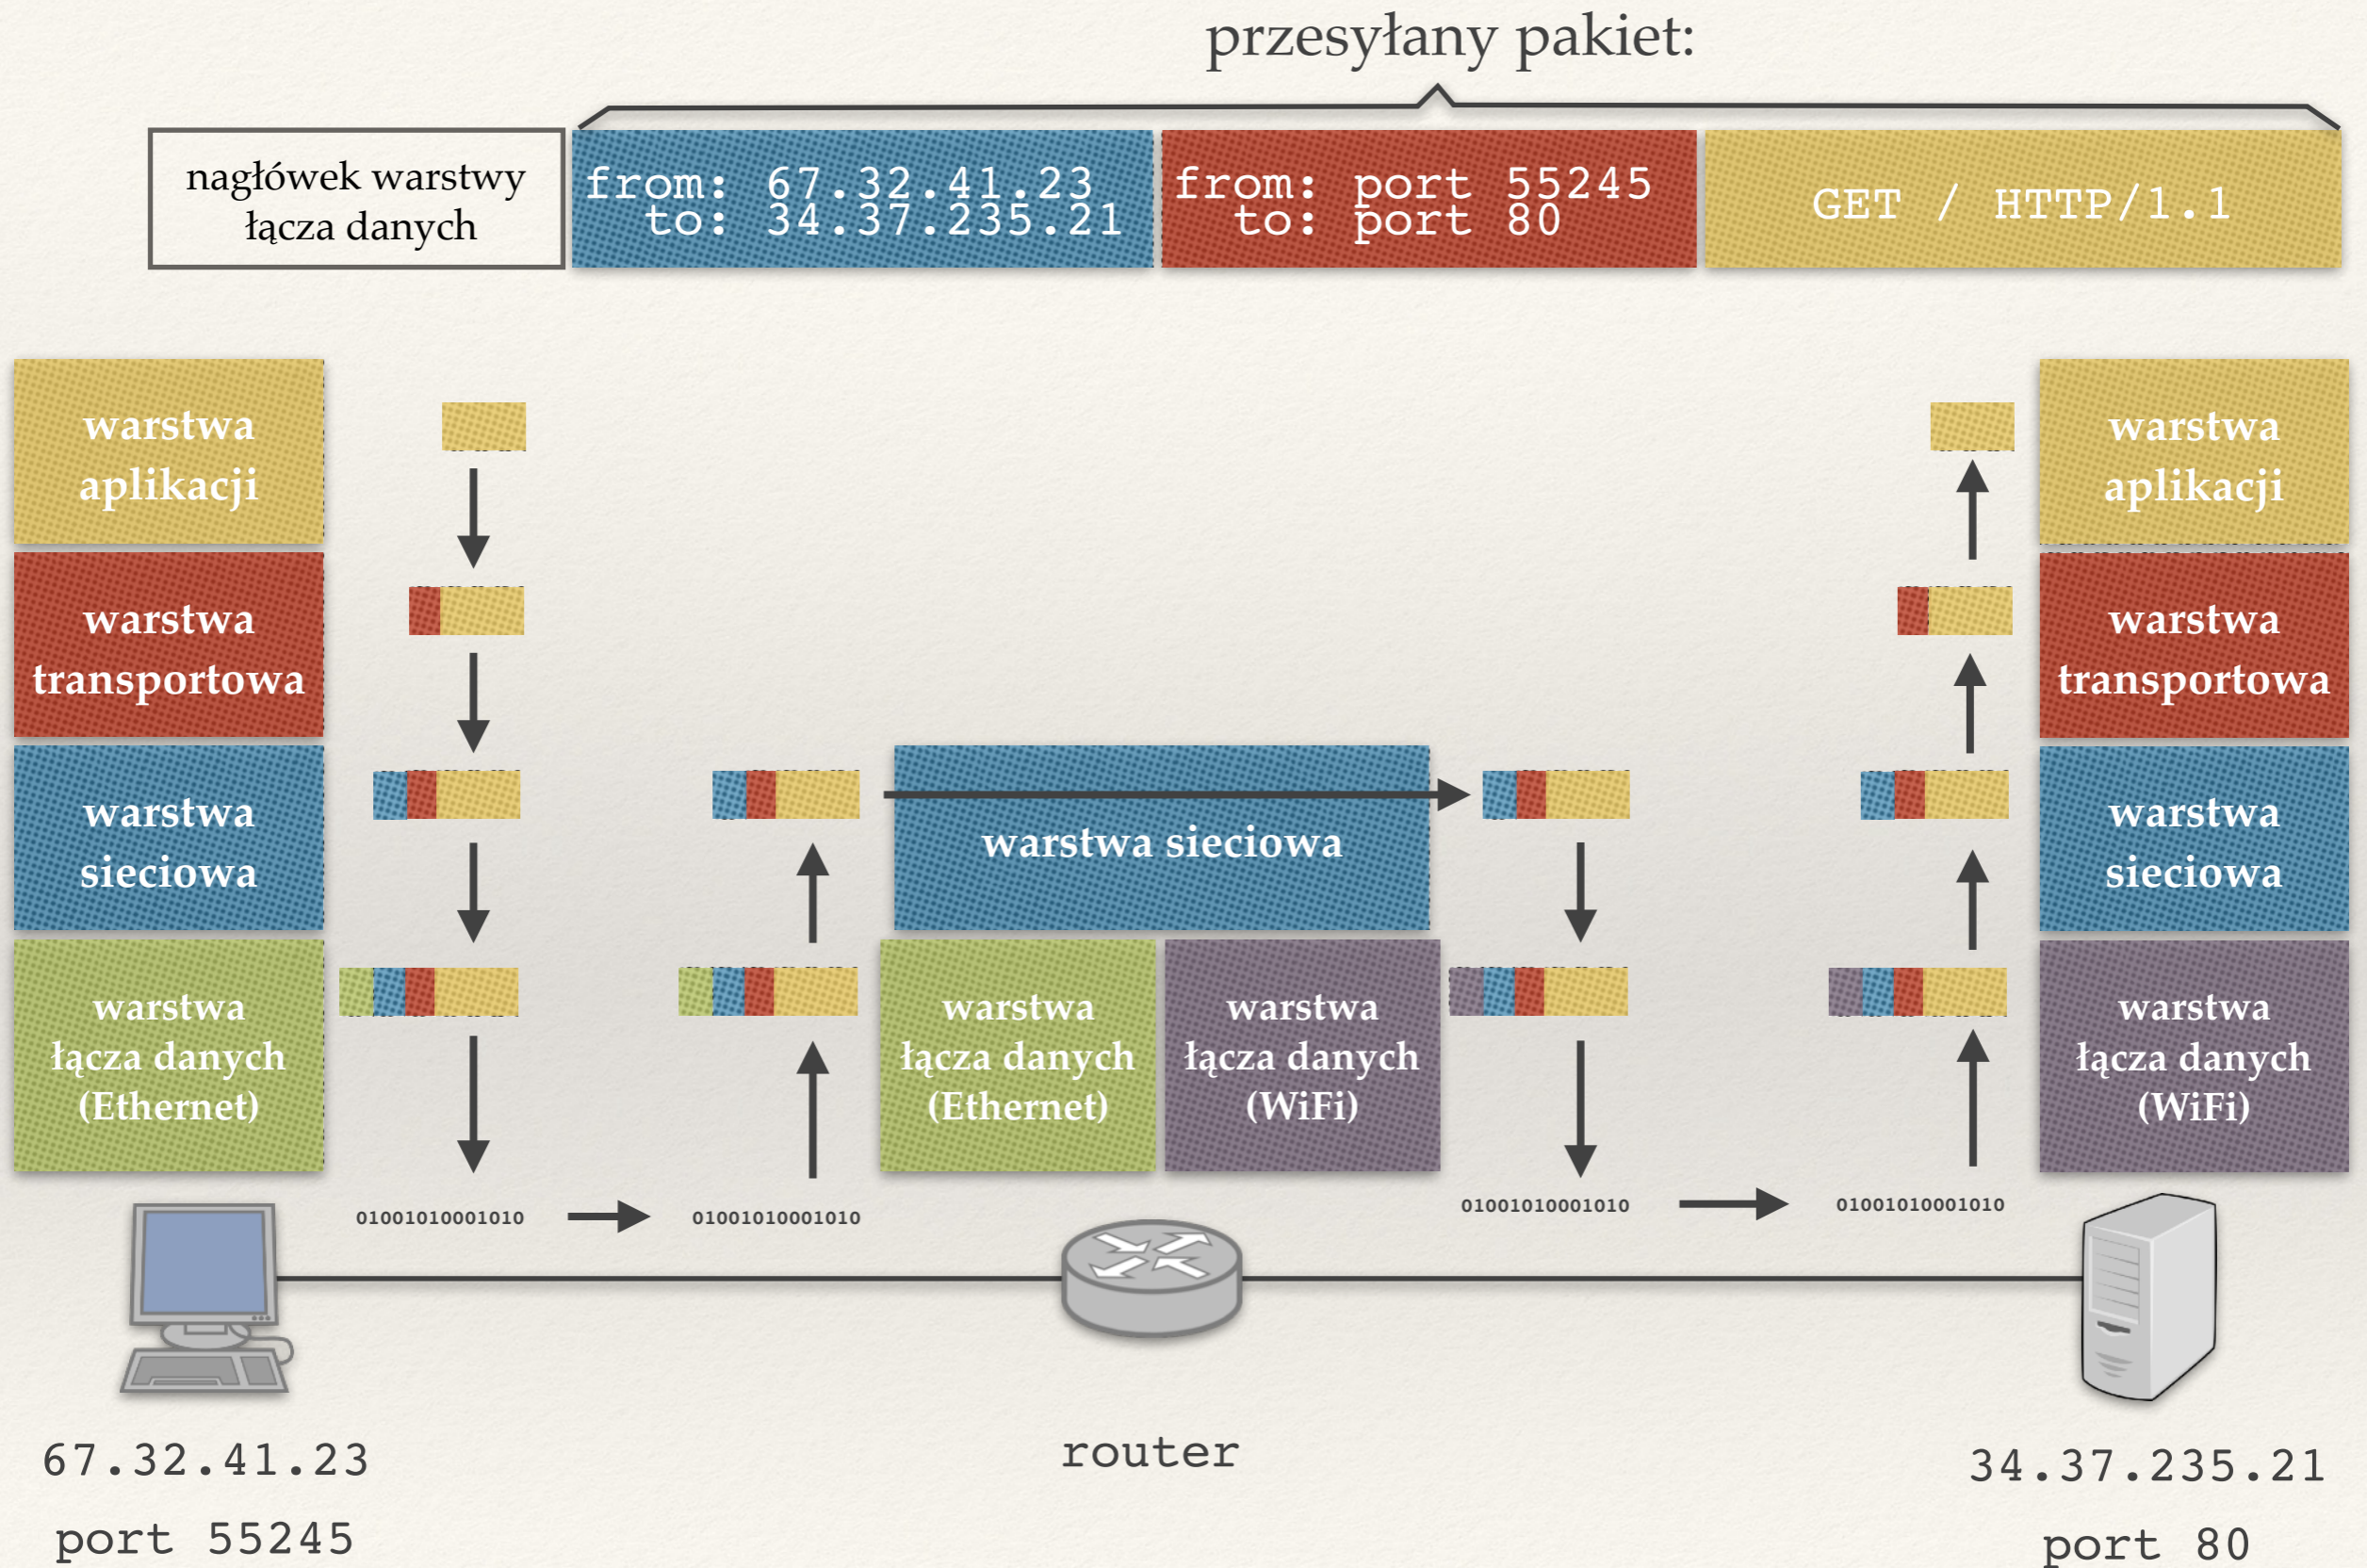 przesyłany pakiet:
nagłówek warstwy
łącza danych
from: 67.32.41.23
to: 34.37.235.21
from: port 55245
to: port 80
GET / HTTP/1.1
warstwa
aplikacji
warstwa
transportowa
warstwa
sieciowa
warstwa
łącza danych
(Ethernet)
warstwa sieciowa
warstwa
łącza danych
(Ethernet)
warstwa
łącza danych
(WiFi)
warstwa
aplikacji
warstwa
transportowa
warstwa
sieciowa
warstwa
łącza danych
(WiFi)
01001010001010
01001010001010
01001010001010
01001010001010
67.32.41.23
port 55245
router
34.37.235.21
port 80